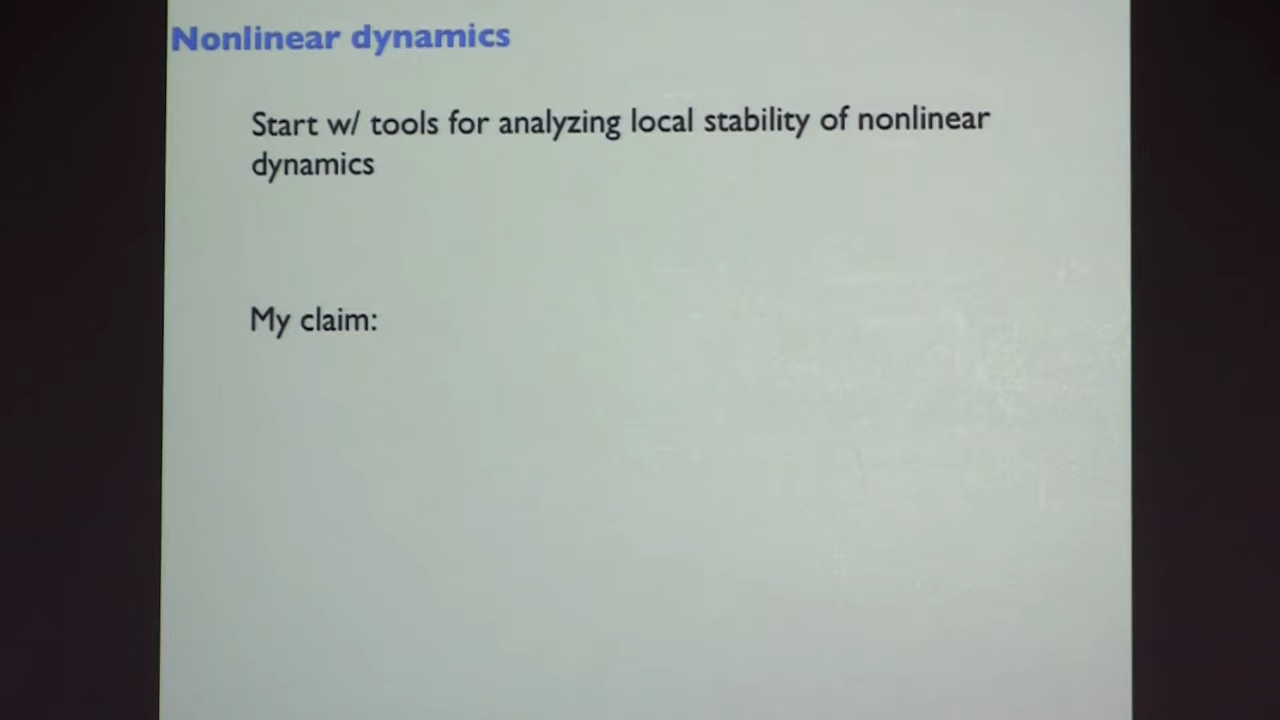 Nonlinear dynamics
Start w/ tools for analyzing local stability of nonlinear
dynamics
My claim: